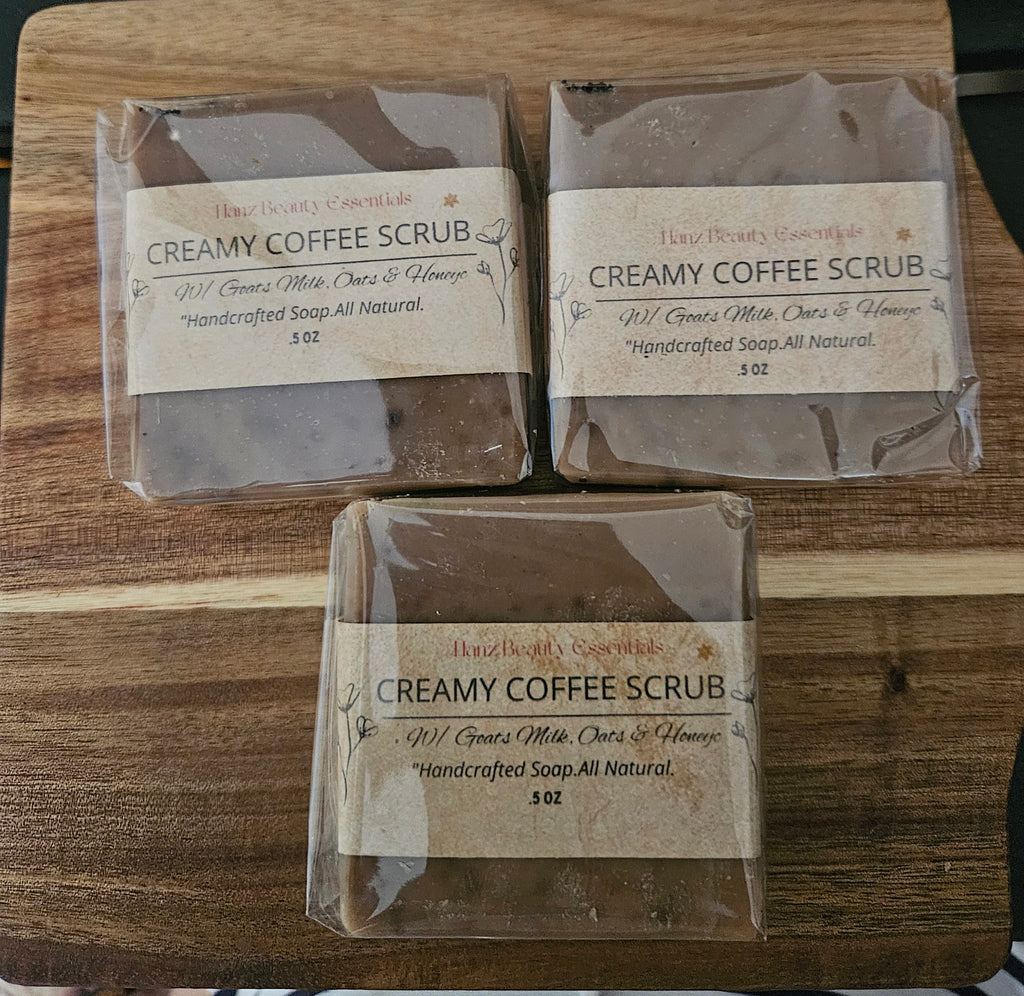 Hanz Beauty Essentials
CREAMY COFFEE SCRUB
W/ Goats Milk, Oats & Honeyc
"Handcrafted Soap.All Natural.
.5 OZ
Hanz Beauty Essentials
CREAMY COFFEE SCRUB
W/ Goats Milk, Oats & Honeyc
"Handcrafted Soap.All Natural.
.5 OZ
Hanz Beauty Essentials
CREAMY COFFEE SCRUB
W/ Goats Milk, Oats & Honeyc
"Handcrafted Soap.All Natural.
.5 OZ